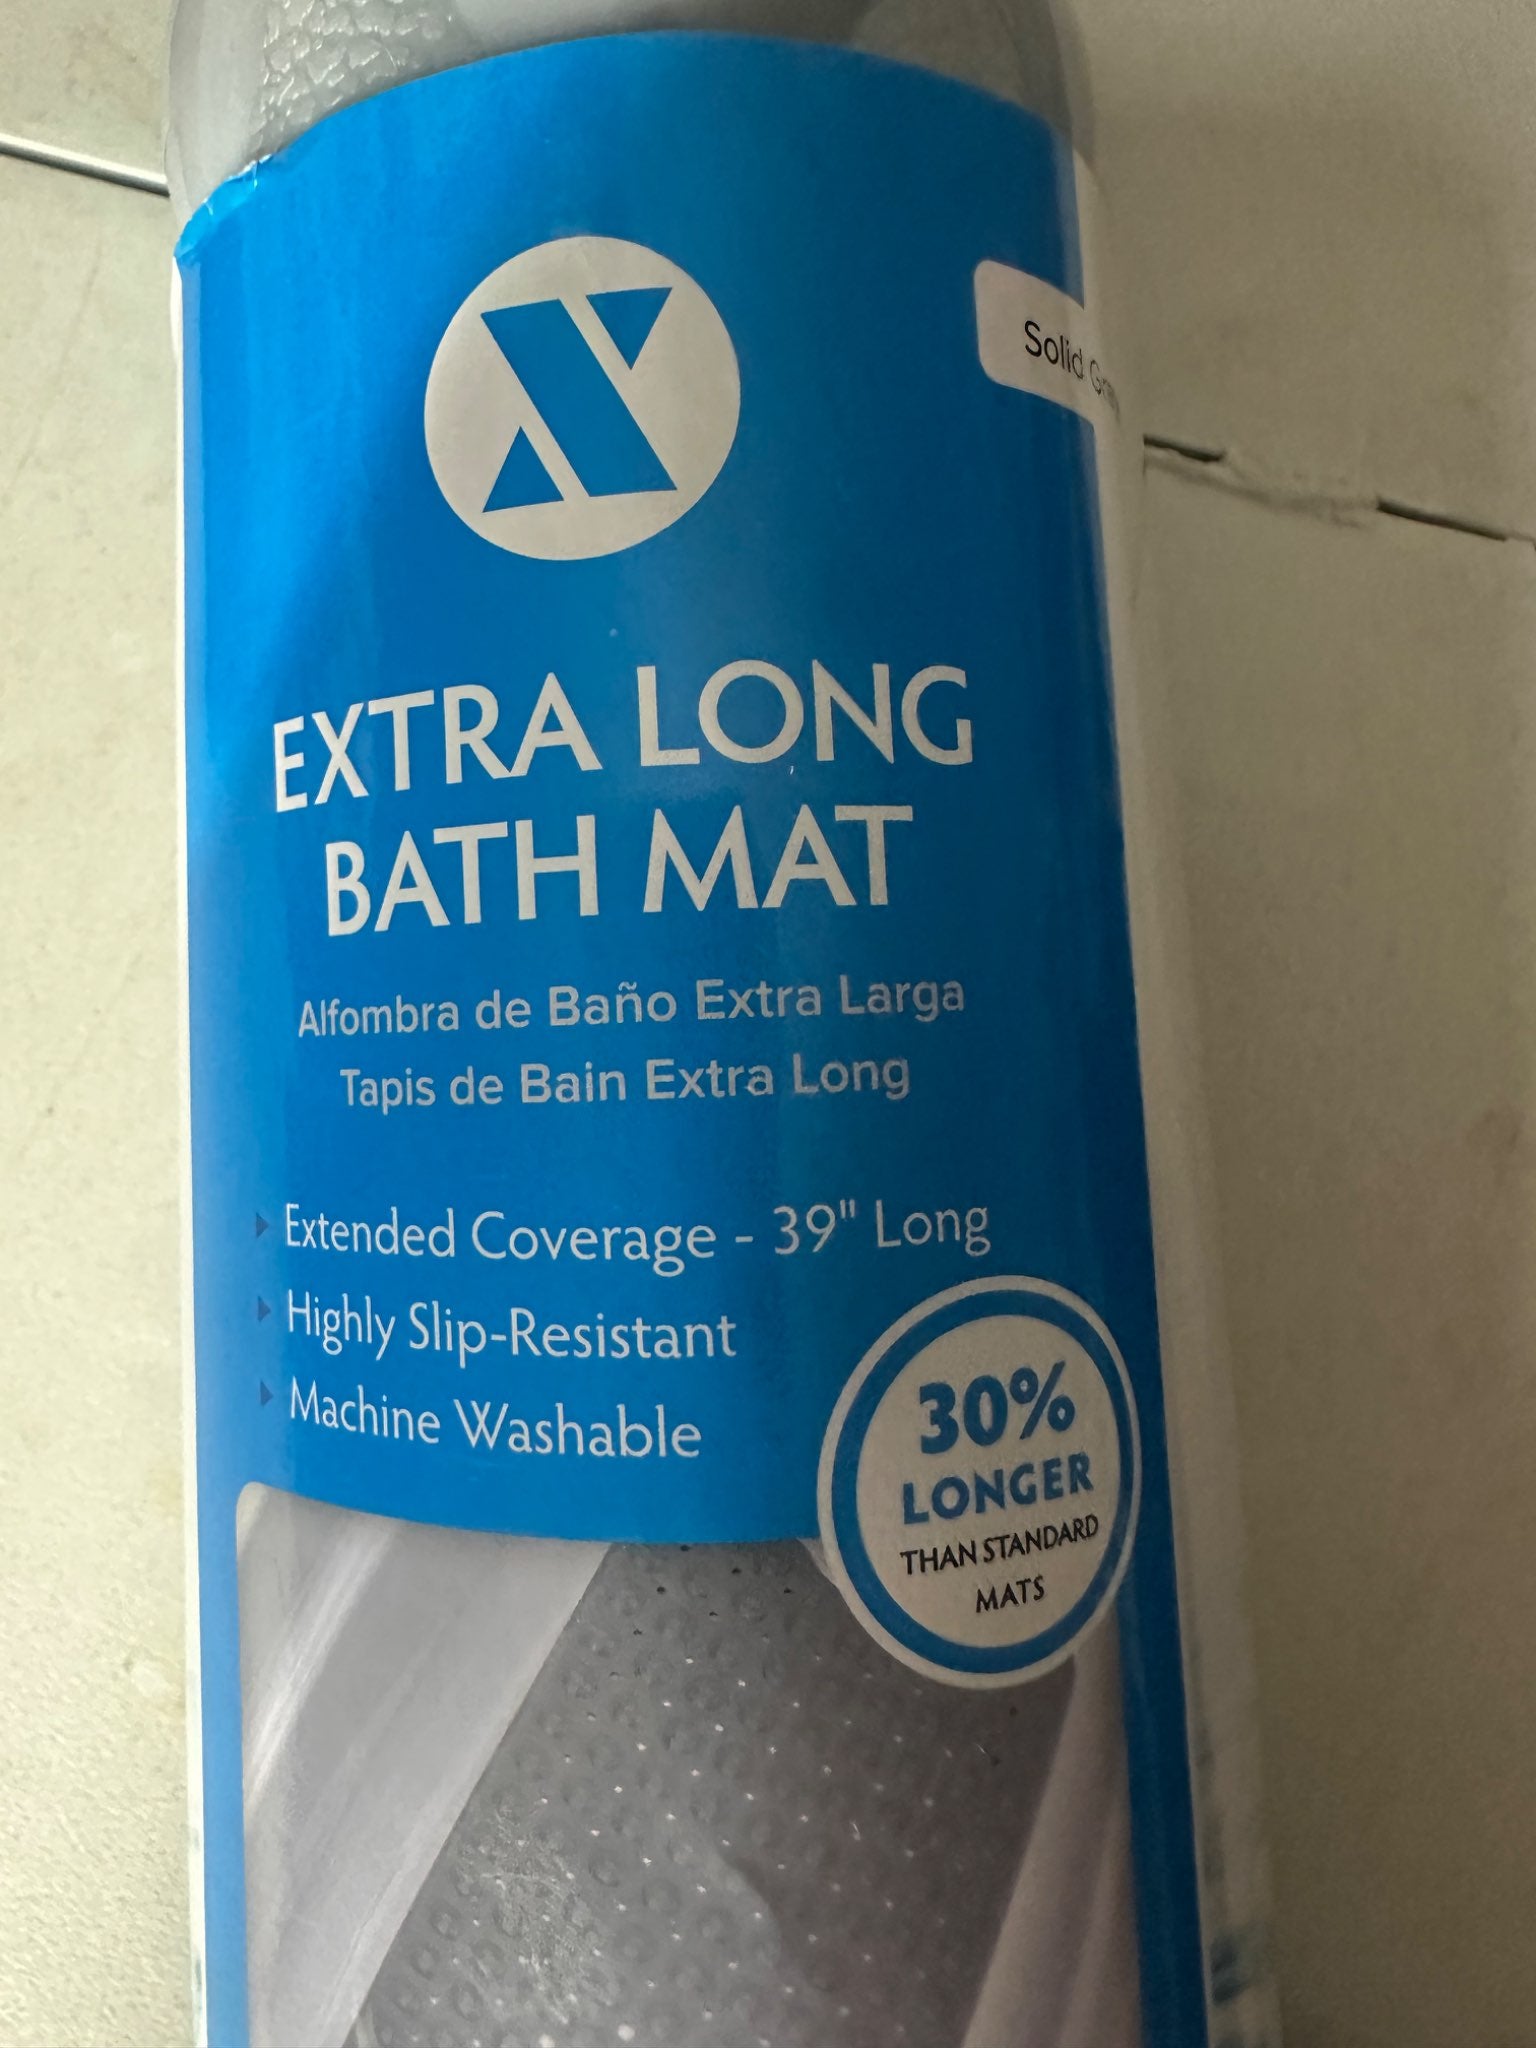 Solid
EXTRA LONG
BATH MAT
Alfombra de Baño Extra Larga
Tapis de Bain Extra Long
Extended Coverage - 39" Long
Highly Slip-Resistant
Machine Washable
30%
LONGER
THAN STANDARD
MATS